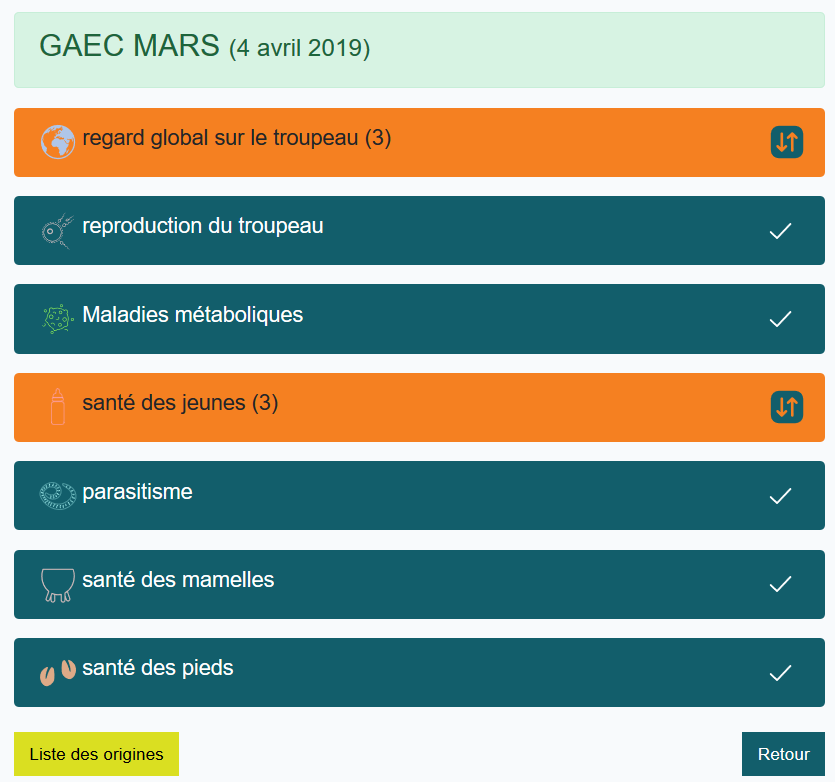 GAEC MARS (4 avril 2019)
regard global sur le troupeau (3)
reproduction du troupeau
Maladies métaboliques
santé des jeunes (3)
parasitisme
santé des mamelles
santé des pieds
Liste des origines
Retour